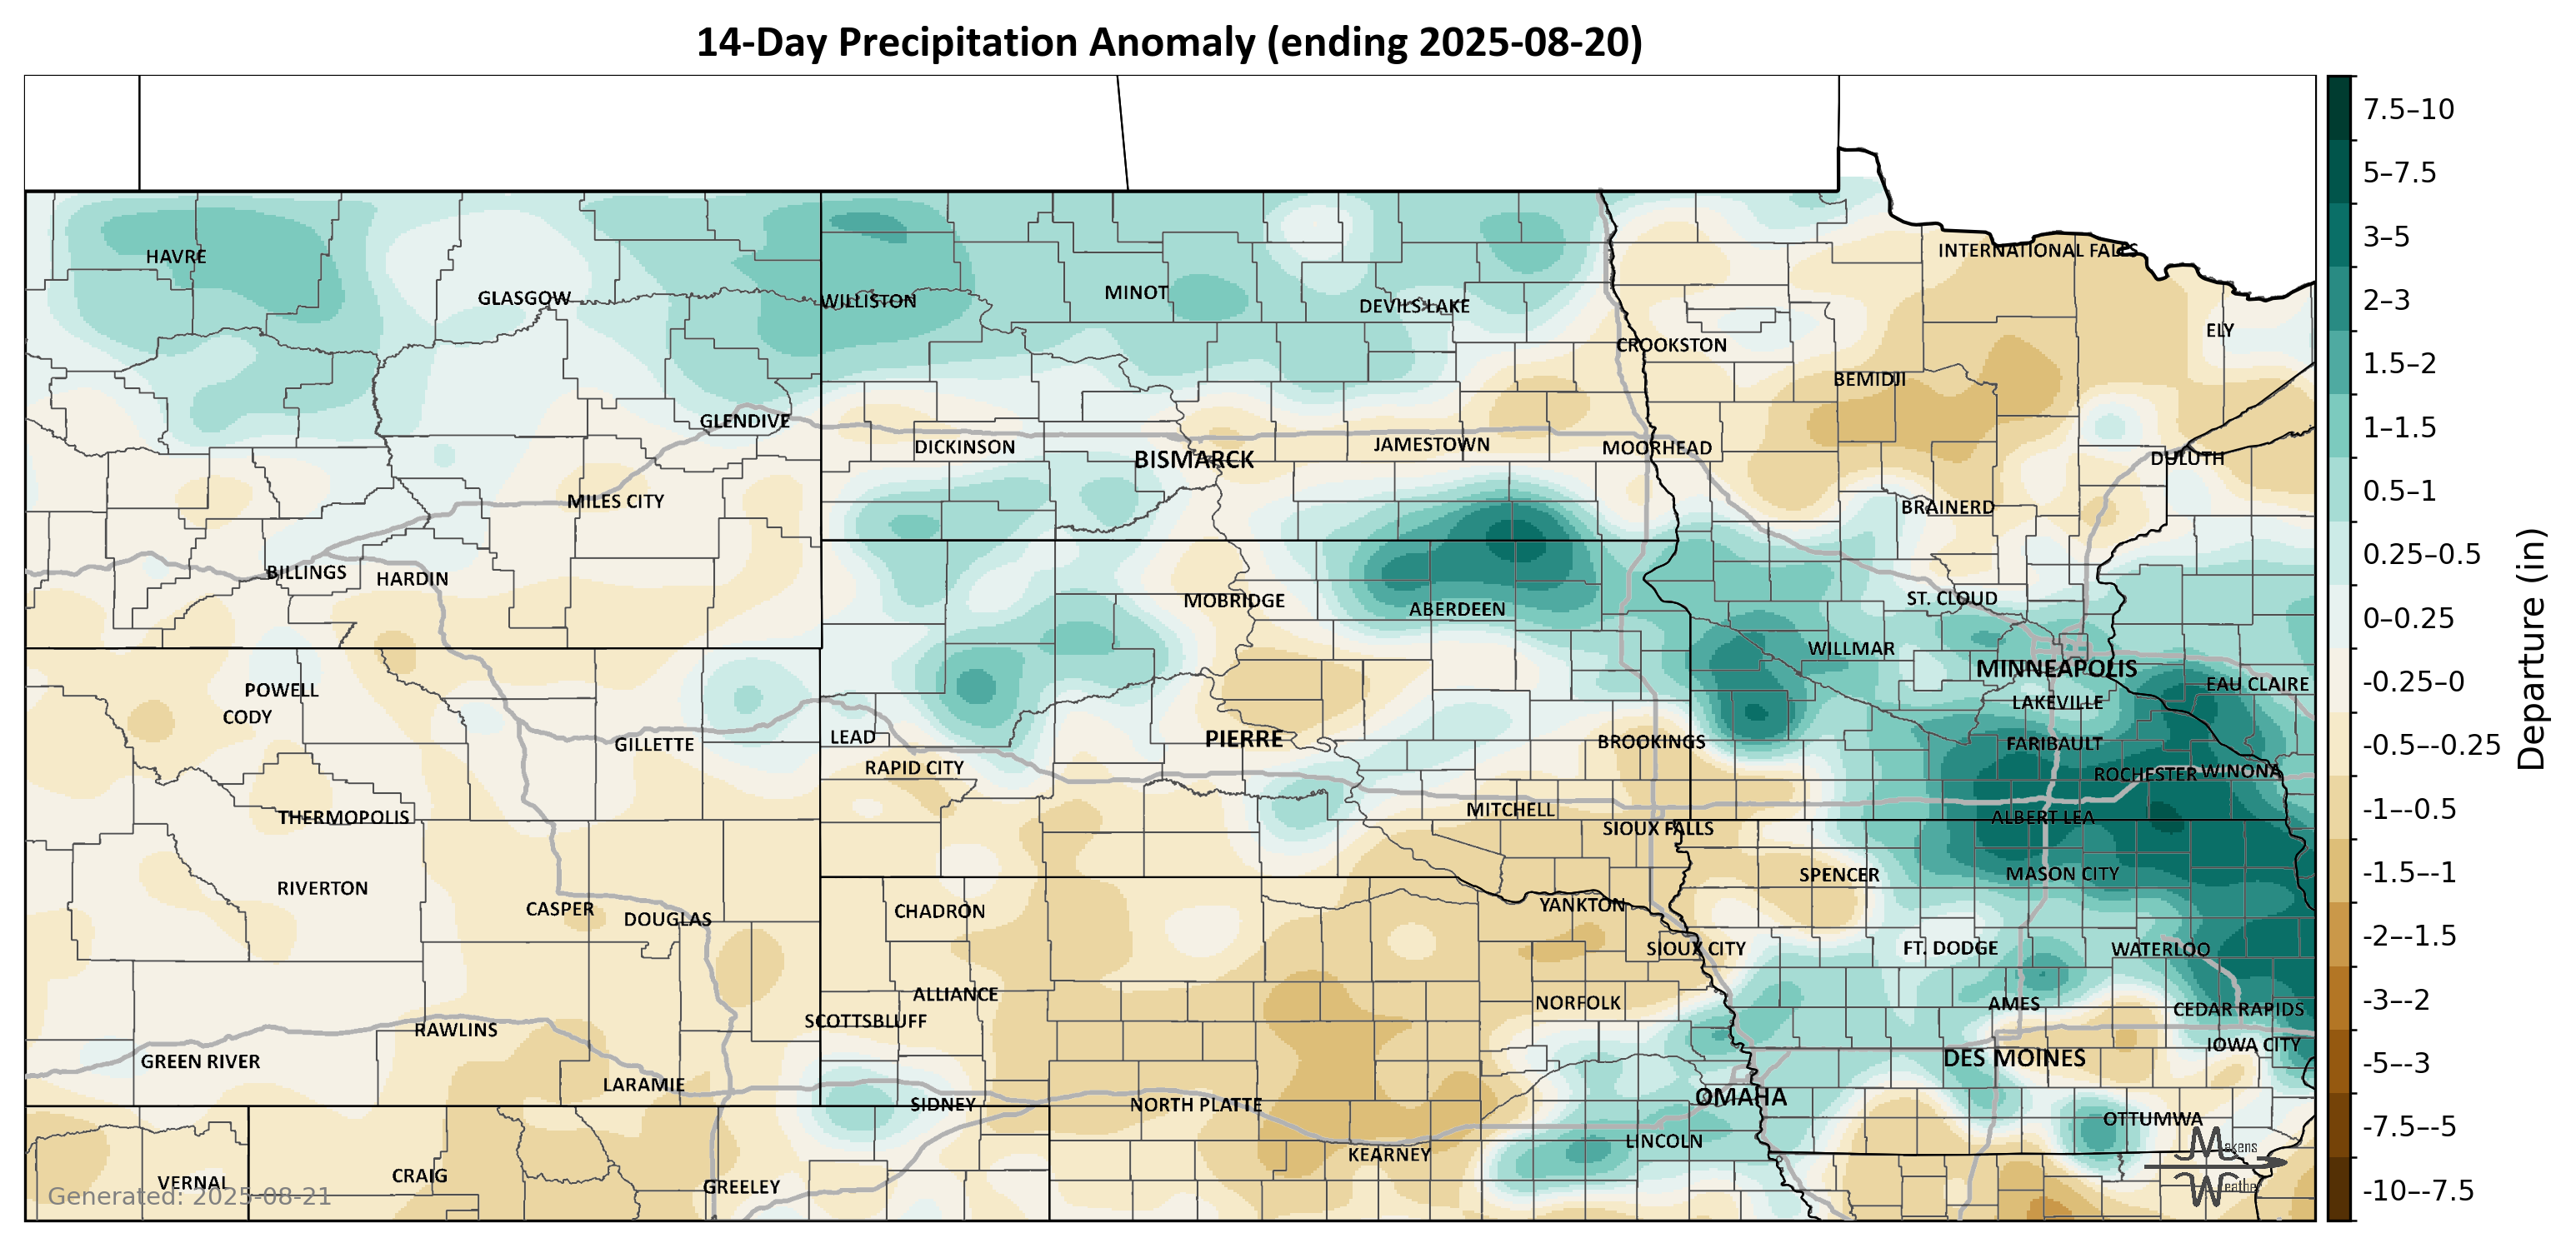 14-Day Precipitation Anomaly (ending 2025-08-20)
HAVRE
GLASGOW
WILLISTON
MINOT
DEVILS LAKE
INTERNATIONAL FALLS
ELY
CROOKSTON
BEMIDJI
GLENDIVE
DICKINSON
BISMARCK
JAMESTOWN
MOORHEAD
DULUTH
MILES CITY
BRAINERD
BILLINGS
HARDIN
MOBRIDGE
ABERDEEN
ST. CLOUD
WILLMAR
MINNEAPOLIS
EAU CLAIRE
LAKEVILLE
POWELL
CODY
GILLETTE
LEAD
PIERRE
BROOKINGS
FARIBAULT
RAPID CITY
ROCHESTER
WINONA
THERMOPOLIS
MITCHELL
SIOUX FALLS
ALBERT LEA
RIVERTON
SPENCER
MASON CITY
CASPER
DOUGLAS
CHADRON
YANKTON
SIOUX CITY
FT. DODGE
WATERLOO
ALLIANCE
NORFOLK
AMES
CEDAR RAPIDS
SCOTTSBLUFF
RAWLINS
GREEN RIVER
DES MOINES
IOWA CITY
LARAMIE
SIDNEY
NORTH PLATTE
OMAHA
OTTUMWA
LINCOLN
KEARNEY
VERNAL
CRAIG
GREELEY
Generated: 2025-08-21
Makens
Weather
7.5–10
5–7.5
3–5
2–3
1.5–2
1–1.5
0.5–1
0.25–0.5
0–0.25
-0.25–0
-0.5–-0.25
-1–-0.5
-1.5–-1
-2–-1.5
-3–-2
-5–-3
-7.5–-5
-10–-7.5
Departure (in)